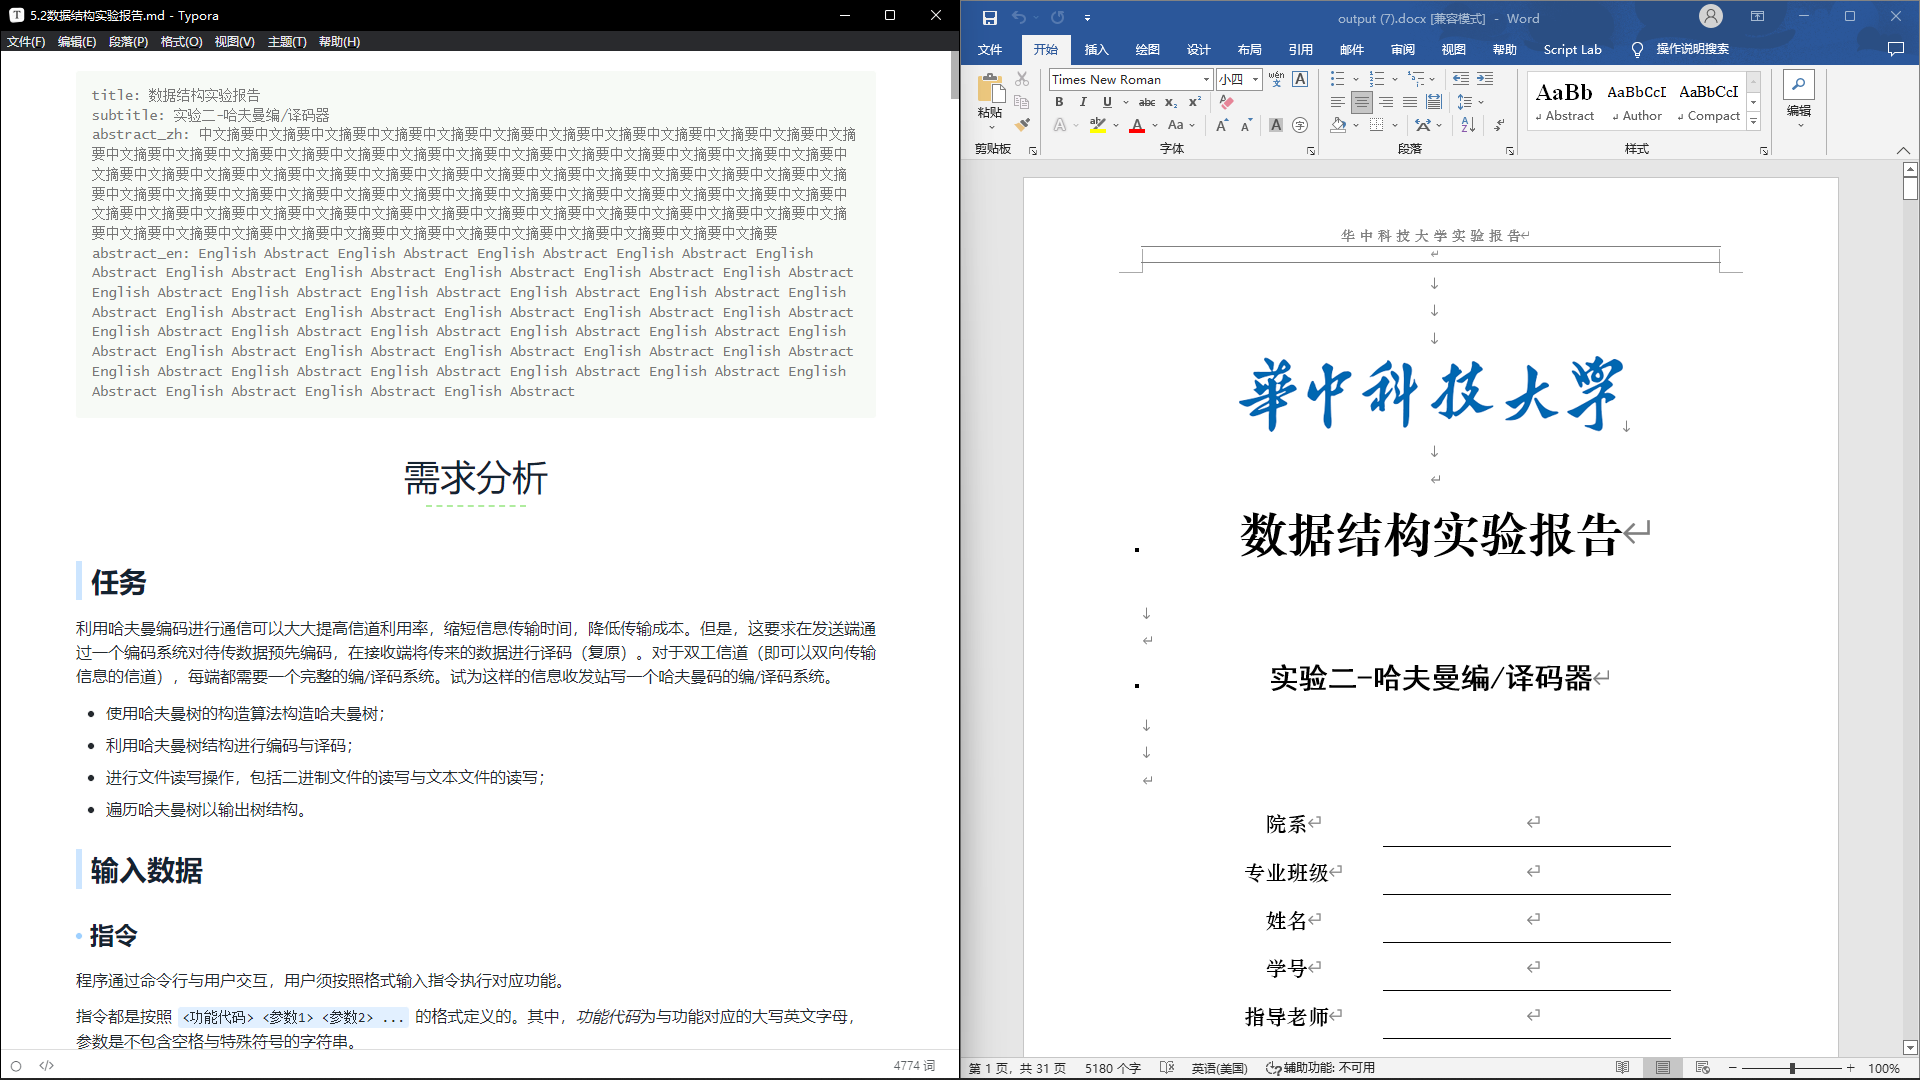 5.2数据结构实验报告.md - Typora
文件(F) 编辑(E) 段落(P) 格式(O) 视图(V) 主题(T) 帮助(H)
title: 数据结构实验报告
subtitle: 实验二-哈夫曼编/译码器
abstract_zh: 中文摘要中文摘要中文摘要中文摘要中文摘要中文摘要中文摘要中文摘要中文摘要中文摘要中文摘要中文摘
要中文摘要中文摘要中文摘要中文摘要中文摘要中文摘要中文摘要中文摘要中文摘要中文摘要中文摘要中文摘要中文摘要中
文摘要中文摘要中文摘要中文摘要中文摘要中文摘要中文摘要中文摘要中文摘要中文摘要中文摘要中文摘要中文摘要中文摘
要中文摘要中文摘要中文摘要中文摘要中文摘要中文摘要中文摘要中文摘要中文摘要中文摘要中文摘要中文摘要中文摘要中
文摘要中文摘要中文摘要中文摘要中文摘要中文摘要中文摘要中文摘要中文摘要中文摘要中文摘要中文摘要中文摘要中文摘
要中文摘要中文摘要中文摘要中文摘要中文摘要中文摘要中文摘要中文摘要中文摘要中文摘要中文摘要中文摘要
abstract_en: English Abstract English Abstract English Abstract English Abstract English
Abstract English Abstract English Abstract English Abstract English Abstract English Abstract
English Abstract English Abstract English Abstract English Abstract English Abstract English
Abstract English Abstract English Abstract English Abstract English Abstract English Abstract
English Abstract English Abstract English Abstract English Abstract English Abstract English
Abstract English Abstract English Abstract English Abstract English Abstract English Abstract
English Abstract English Abstract English Abstract English Abstract English Abstract English
Abstract English Abstract English Abstract English Abstract
需求分析
任务
利用哈夫曼编码进行通信可以大大提高信道利用率，缩短信息传输时间，降低传输成本。但是，这要求在发送端通
过一个编码系统对待传数据预先编码，在接收端将传来的数据进行译码（复原）。对于双工信道（即可以双向传输
信息的信道），每端都需要一个完整的编/译码系统。试为这样的信息收发站写一个哈夫曼码的编/译码系统。
使用哈夫曼树的构造算法构造哈夫曼树；
利用哈夫曼树结构进行编码与译码；
进行文件读写操作，包括二进制文件的读写与文本文件的读写；
遍历哈夫曼树以输出树结构。
输入数据
指令
程序通过命令行与用户交互，用户须按照格式输入指令执行对应功能。
指令都是按照 <功能代码> <参数1> <参数2> ... 的格式定义的。其中，功能代码为与功能对应的大写英文字母，
参数是不包含空格与特殊符号的字符串。
4774 词
output (7).docx [兼容模式] - Word
文件 开始 插入 绘图 设计 布局 引用 邮件 审阅 视图 帮助 Script Lab 操作说明搜索
粘贴
剪贴板
Times New Roman 小四 wén 文 A
B I U abc x₂ x²
A ab A Aa A A A 字
字体
段落
AaBb AaBbCcI AaBbCcI
Abstract Author Compact
样式
编辑
华中科技大学实验报告
華中科技大学
数据结构实验报告
实验二-哈夫曼编/译码器
院系
专业班级
姓名
学号
指导老师
第 1 页，共 31 页 5180 个字 英语(美国) 辅助功能: 不可用 100%